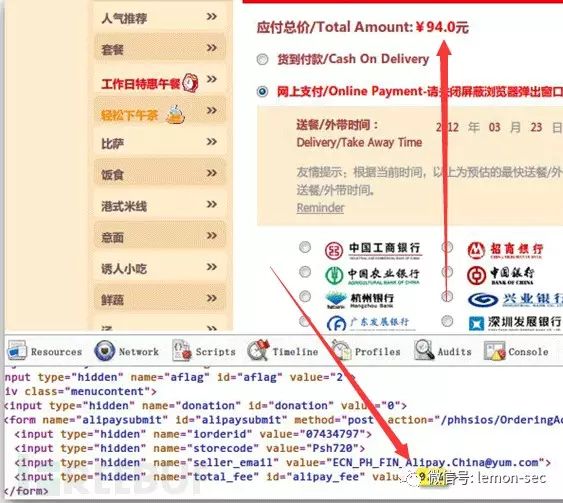 人气推荐 »
套餐 »
工作日特惠午餐 »
轻松下午茶 »
比萨 »
饭食 »
港式米线 »
意面 »
诱人小吃 »
鲜蔬 »
汤
应付总价/Total Amount:￥94.0元
货到付款/Cash On Delivery
网上支付/Online Payment-请关闭屏蔽浏览器弹出窗口
送餐/外带时间： 2012 年 03 月 23 日
Delivery/Take Away Time
友情提示：根据当前时间，以上为预估的最快送餐/外
送餐/外带时间。
Reminder
中国工商银行
招商银行
中国农业银行
AGRICULTURAL BANK OF CHINA
中国银行
BANK OF CHINA
杭州银行
Hangzhou Bank
兴业银行
广东发展银行
深圳发展银行
Resources Network Scripts Timeline Profiles Audits Console
nput type="hidden" name="aflag" id="aflag" value="2"
iv class="menucontent">
<input type="hidden" name="donation" id="donation" value="0">
<form name="alipaysubmit" id="alipaysubmit" method="post" action="/phhsios/OrderingAc
<input type="hidden" name="iorderid" value="07434797">
<input type="hidden" name="storecode" value="Psh720">
<input type="hidden" name="seller_email" value="ECN_PH_FIN_Alipay.China@yum.com">
<input type="hidden" name="total_fee" id="alipay_fee" value
微信号: lemon-sec